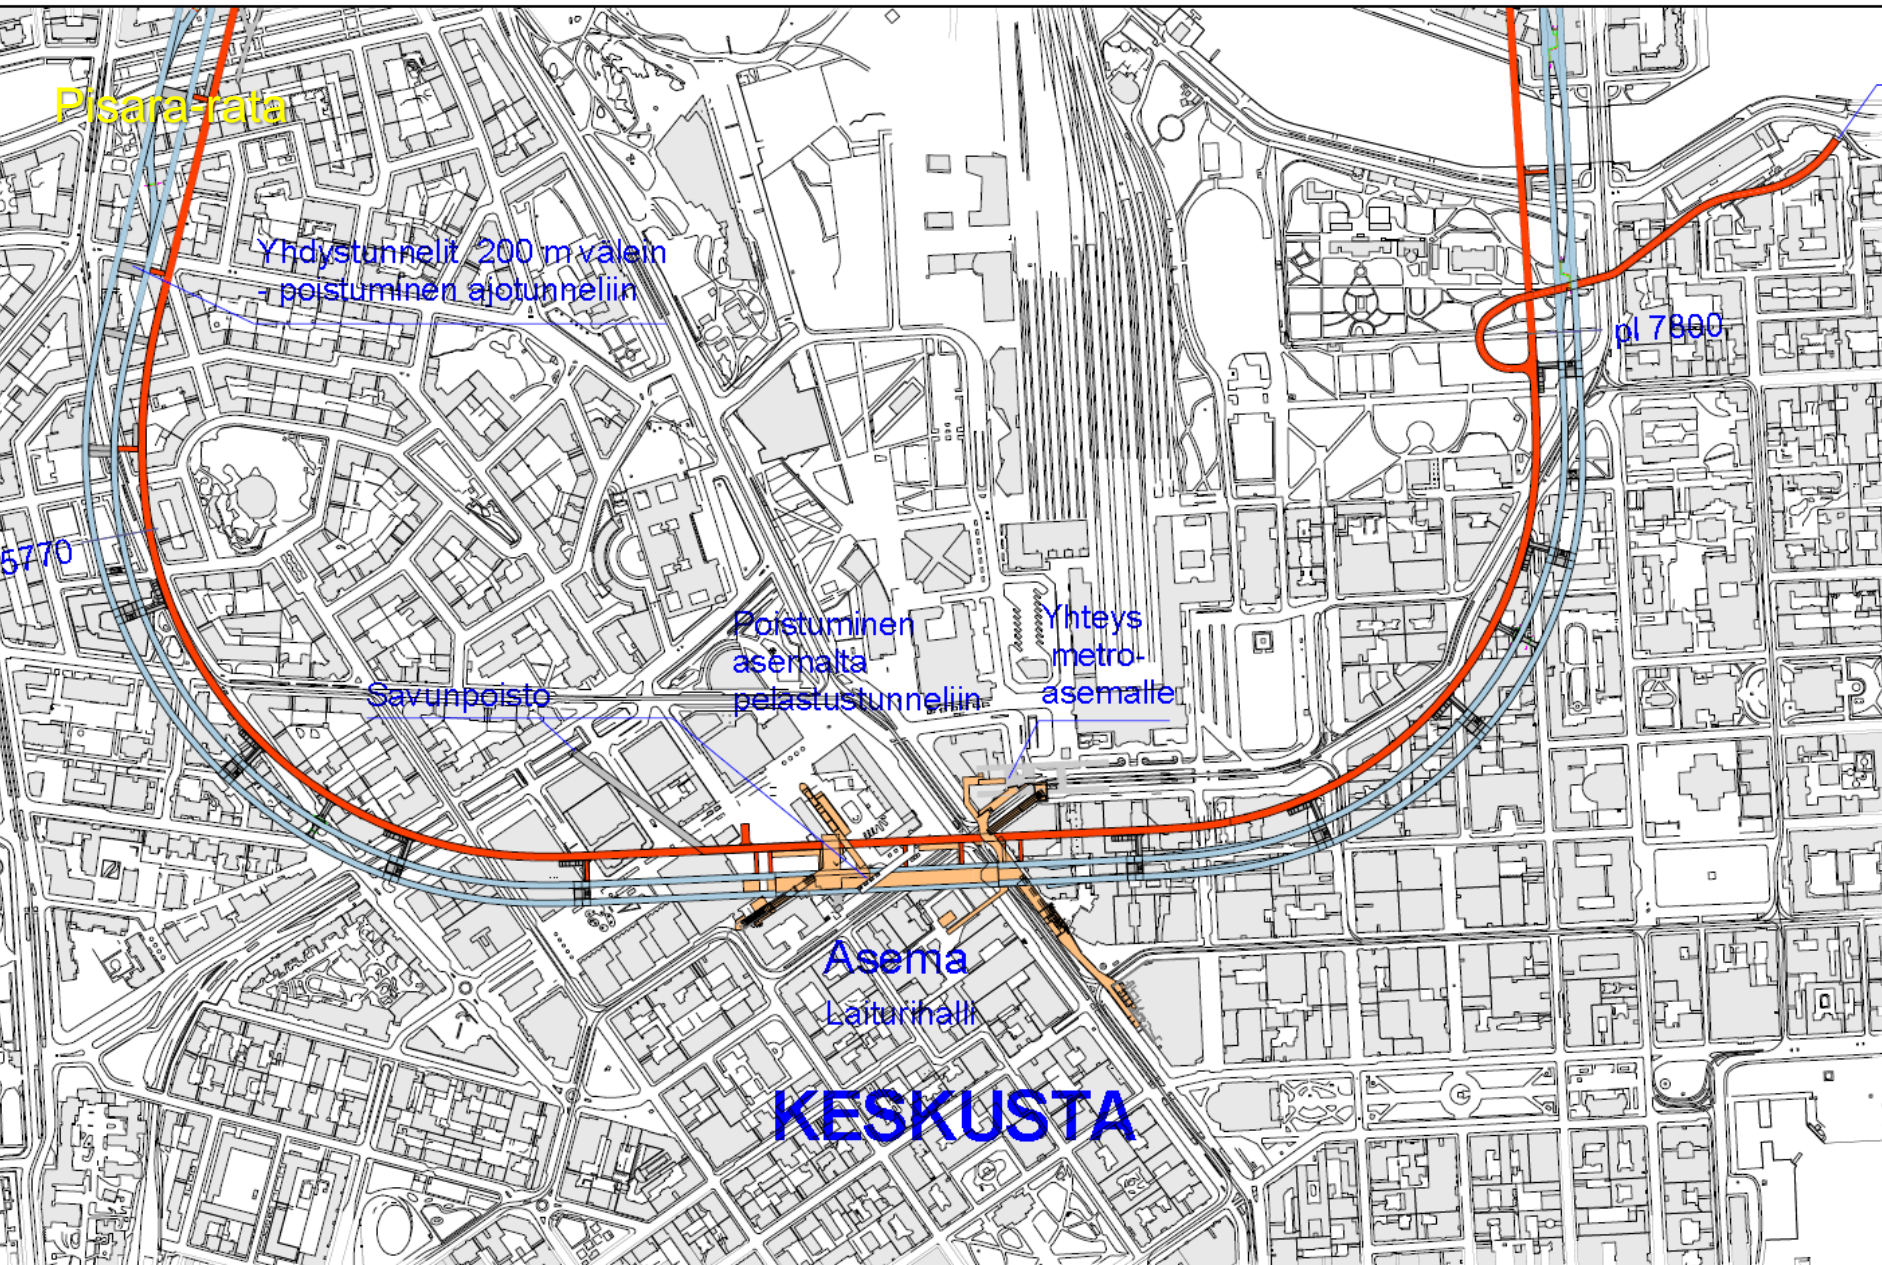 Pisara-rata
Yhdystunnelit 200 m välein
- poistuminen ajotunneliin
pl 7800
5770
Poistuminen
asemalta
pelastustunneliin
Yhteys
metro-
asemalle
Savunpoisto
Asema
Laiturihalli
KESKUSTA